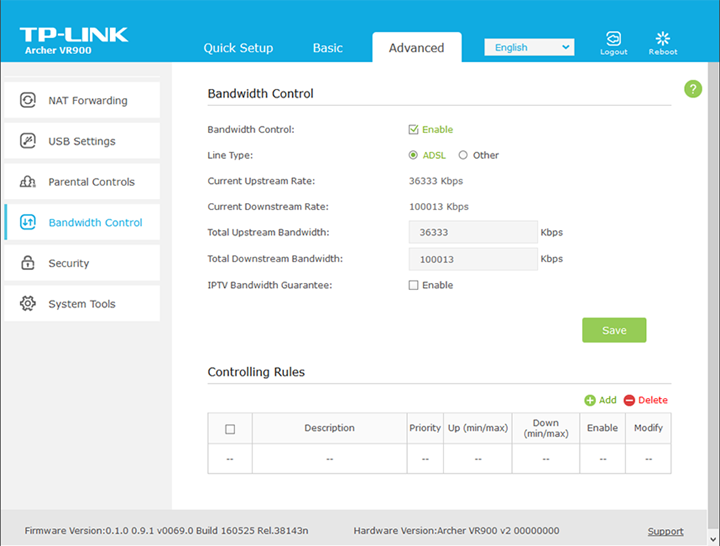 TP-LINK
Archer VR900
Quick Setup Basic Advanced English Logout Reboot
NAT Forwarding
USB Settings
Parental Controls
Bandwidth Control
Security
System Tools
Bandwidth Control
?
Bandwidth Control: Enable
Line Type: ADSL Other
Current Upstream Rate: 36333 Kbps
Current Downstream Rate: 100013 Kbps
Total Upstream Bandwidth: 36333 Kbps
Total Downstream Bandwidth: 100013 Kbps
IPTV Bandwidth Guarantee: Enable
Save
Controlling Rules
Add Delete
Description Priority Up (min/max) Down (min/max) Enable Modify
-- -- -- -- -- -- --
Firmware Version:0.1.0 0.9.1 v0069.0 Build 160525 Rel.38143n Hardware Version:Archer VR900 v2 00000000 Support